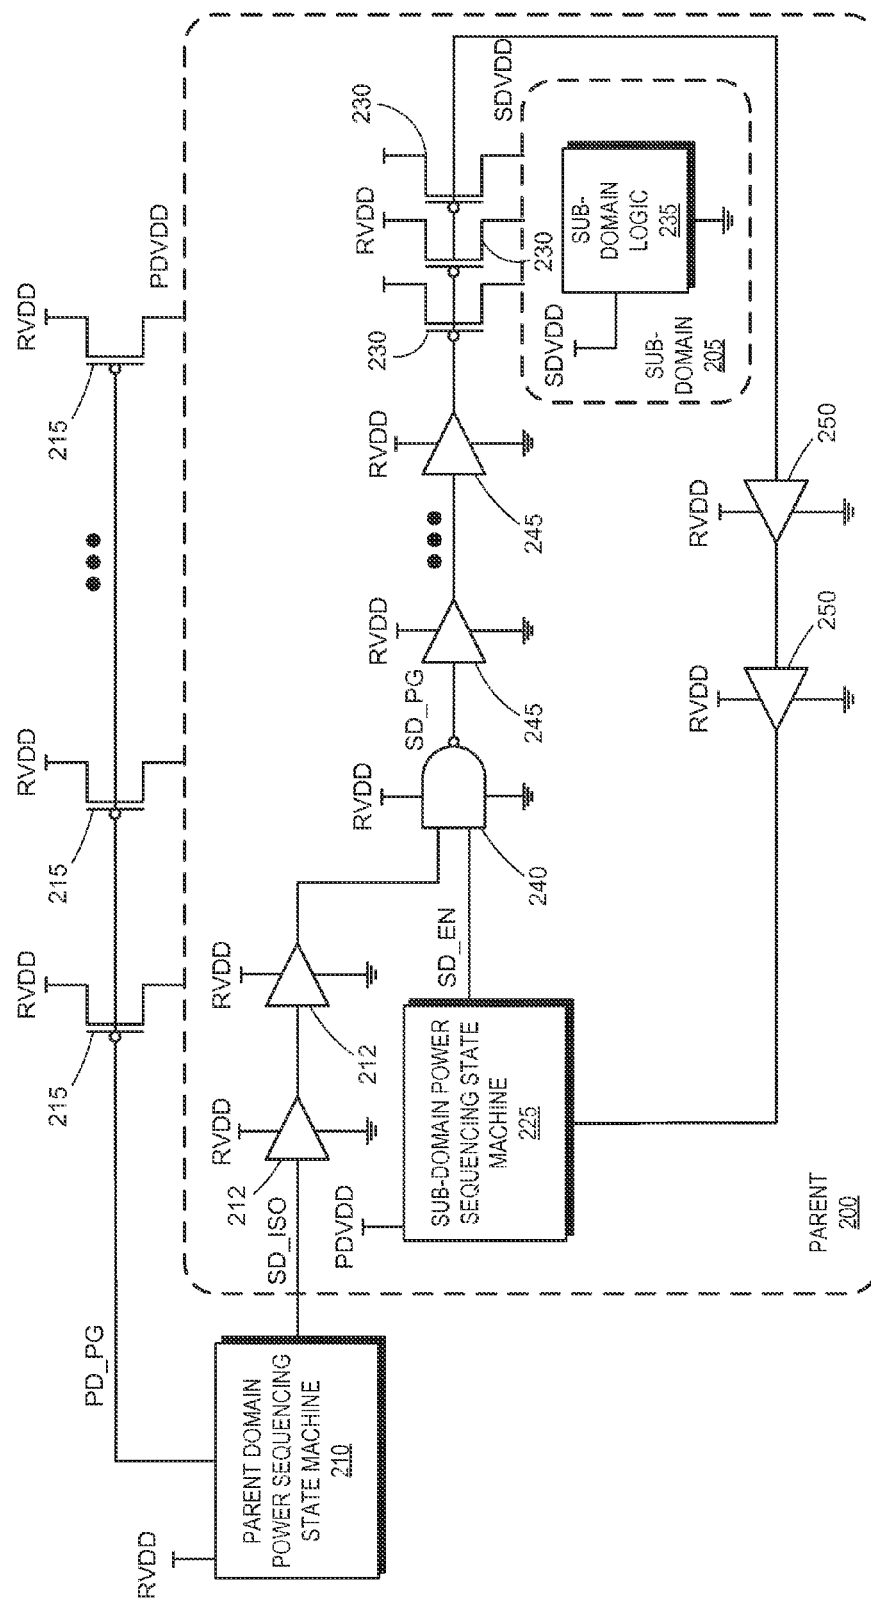 RVDD
PARENT DOMAIN
POWER SEQUENCING
STATE MACHINE
210
PD_PG
RVDD
215
RVDD
215
RVDD
215
PDVDD
SD_ISO
212
RVDD
212
RVDD
PDVDD
SUB-DOMAIN POWER
SEQUENCING STATE
MACHINE
225
SD_EN
240
RVDD
SD_PG
245
RVDD
245
RVDD
230
RVDD
230
230
SDVDD
SDVDD
SUB-
DOMAIN
LOGIC
235
SUB-
DOMAIN
205
RVDD
250
RVDD
250
PARENT
200